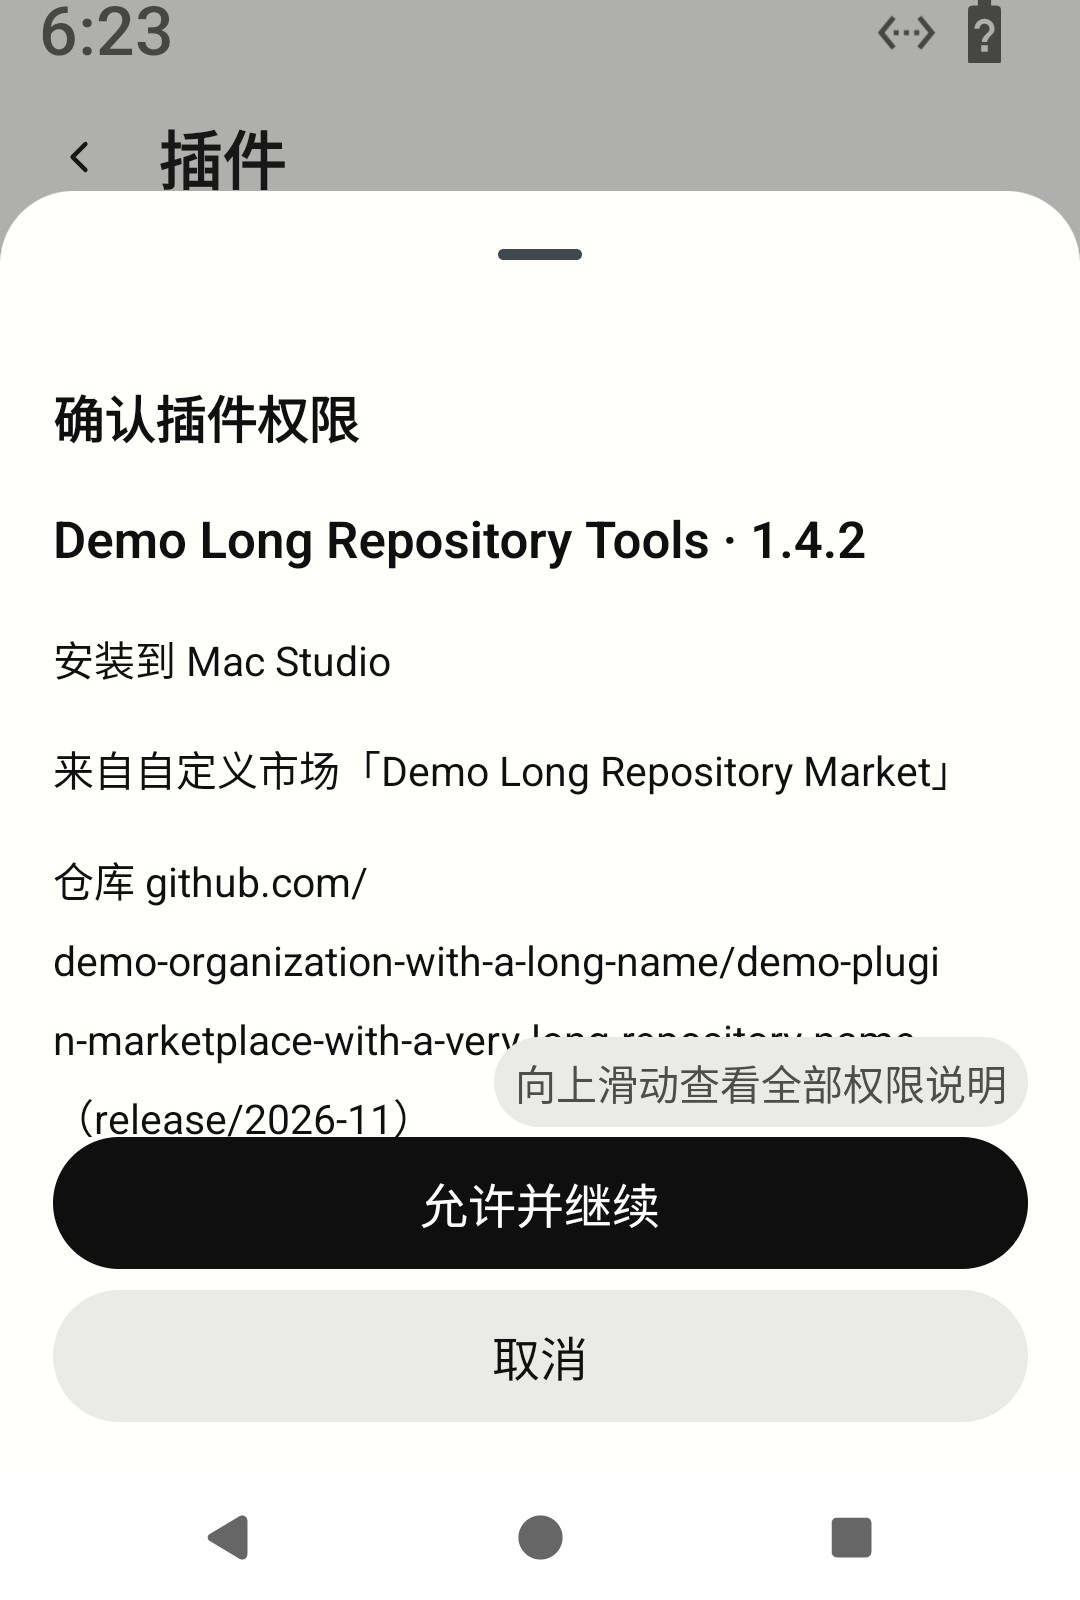 6:23
插件
确认插件权限
Demo Long Repository Tools · 1.4.2
安装到 Mac Studio
来自自定义市场「Demo Long Repository Market」
仓库 github.com/
demo-organization-with-a-long-name/demo-plugi
n-marketplace-with-a-very long repository name
（release/2026-11）
向上滑动查看全部权限说明
允许并继续
取消